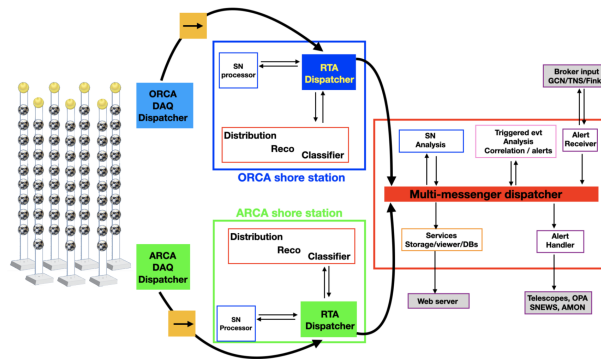 ORCA
DAQ
Dispatcher
SN
processor
RTA
Dispatcher
Distribution
Reco
Classifier
ORCA shore station
ARCA shore station
Distribution
Reco
Classifier
ARCA
DAQ
Dispatcher
SN
Processor
RTA
Dispatcher
Broker input
GCN/TNS/Fink
SN
Analysis
Triggered evt
Analysis
Correlation / alerts
Alert
Receiver
Multi-messenger dispatcher
Services
Storage/viewer/DBs
Alert
Handler
Web server
Telescopes, OPA
SNEWS, AMON